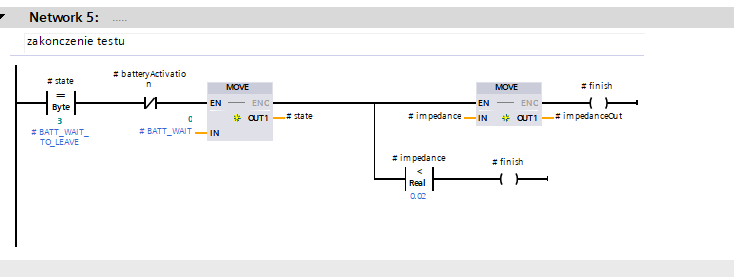 Network 5: .....
zakonczenie testu
# state
==
Byte
3
# BATT_WAIT_
TO_LEAVE
# batteryActivatio
n
MOVE
EN
ENO
0
# BATT_WAIT
IN
OUT1
# state
MOVE
EN
ENO
# impedance
IN
OUT1
# impedanceOut
# finish
# impedance
<
Real
0.02
# finish